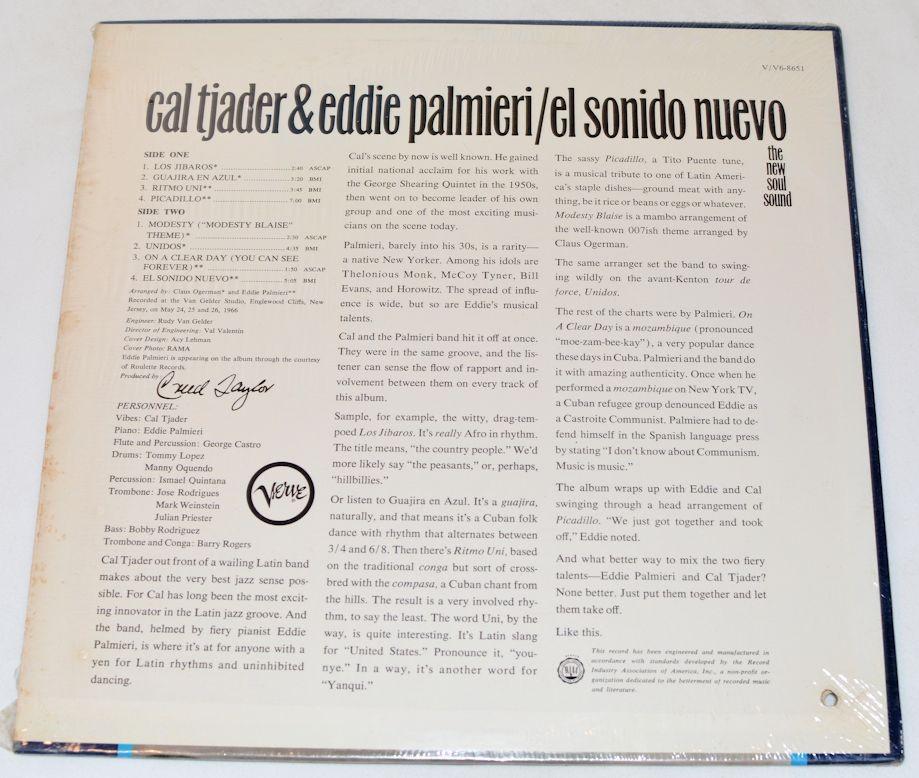 V/V6-8651
cal tjader & eddie palmieri/el sonido nuevo
the
new
soul
sound
SIDE ONE
1. LOS JIBAROS* 2:40 ASCAP
2. GUAJIRA EN AZUL* 3:20 BMI
3. RITMO UNI** 3:45 BMI
4. PICADILLO** 7:00 BMI
SIDE TWO
1. MODESTY ("MODESTY BLAISE"
THEME)* 2:30 ASCAP
2. UNIDOS* 4:35 BMI
3. ON A CLEAR DAY (YOU CAN SEE
FOREVER)** 1:50 ASCAP
4. EL SONIDO NUEVO** 5:05 BMI
Arranged by: Claus Ogerman* and Eddie Palmieri**
Recorded at the Van Gelder Studio, Englewood Cliffs, New
Jersey, on May 24, 25 and 26, 1966
Engineer: Rudy Van Gelder
Director of Engineering: Val Valentin
Cover Design: Acy Lehman
Cover Photo: RAMA
Eddie Palmieri is appearing on the album through the courtesy
of Roulette Records.
Produced by Creed Taylor
PERSONNEL:
Vibes: Cal Tjader
Piano: Eddie Palmieri
Flute and Percussion: George Castro
Drums: Tommy Lopez
Manny Oquendo
Percussion: Ismael Quintana
Trombone: Jose Rodrigues
Mark Weinstein
Julian Priester
Bass: Bobby Rodriguez
Trombone and Conga: Barry Rogers
Verve
Cal Tjader out front of a wailing Latin band
makes about the very best jazz sense pos-
sible. For Cal has long been the most excit-
ing innovator in the Latin jazz groove. And
the band, helmed by fiery pianist Eddie
Palmieri, is where it's at for anyone with a
yen for Latin rhythms and uninhibited
dancing.
Cal's scene by now is well known. He gained
initial national acclaim for his work with
the George Shearing Quintet in the 1950s,
then went on to become leader of his own
group and one of the most exciting musi-
cians on the scene today.
Palmieri, barely into his 30s, is a rarity—
a native New Yorker. Among his idols are
Thelonious Monk, McCoy Tyner, Bill
Evans, and Horowitz. The spread of influ-
ence is wide, but so are Eddie's musical
talents.
Cal and the Palmieri band hit it off at once.
They were in the same groove, and the lis-
tener can sense the flow of rapport and in-
volvement between them on every track of
this album.
Sample, for example, the witty, drag-tem-
poed Los Jibaros. It's really Afro in rhythm.
The title means, "the country people." We'd
more likely say "the peasants," or, perhaps,
"hillbillies."
Or listen to Guajira en Azul. It's a guajira,
naturally, and that means it's a Cuban folk
dance with rhythm that alternates between
3/4 and 6/8. Then there's Ritmo Uni, based
on the traditional conga but sort of cross-
bred with the compasa, a Cuban chant from
the hills. The result is a very involved rhy-
thm, to say the least. The word Uni, by the
way, is quite interesting. It's Latin slang
for "United States." Pronounce it, "you-
nye." In a way, it's another word for
"Yanqui."
The sassy Picadillo, a Tito Puente tune,
is a musical tribute to one of Latin Ameri-
ca's staple dishes—ground meat with any-
thing, be it rice or beans or eggs or whatever.
Modesty Blaise is a mambo arrangement of
the well-known 007ish theme arranged by
Claus Ogerman.
The same arranger set the band to swing-
ing wildly on the avant-Kenton tour de
force, Unidos.
The rest of the charts were by Palmieri. On
A Clear Day is a mozambique (pronounced
"moe-zam-bee-kay"), a very popular dance
these days in Cuba. Palmieri and the band do
it with amazing authenticity. Once when he
performed a mozambique on New York TV,
a Cuban refugee group denounced Eddie as
a Castroite Communist. Palmiere had to de-
fend himself in the Spanish language press
by stating "I don't know about Communism.
Music is music."
The album wraps up with Eddie and Cal
swinging through a head arrangement of
Picadillo. "We just got together and took
off," Eddie noted.
And what better way to mix the two fiery
talents—Eddie Palmieri and Cal Tjader?
None better. Just put them together and let
them take off.
Like this.
This record has been engineered and manufactured in
accordance with standards developed by the Record
Industry Association of America, Inc., a non-profit or-
ganization dedicated to the betterment of recorded music
and literature.